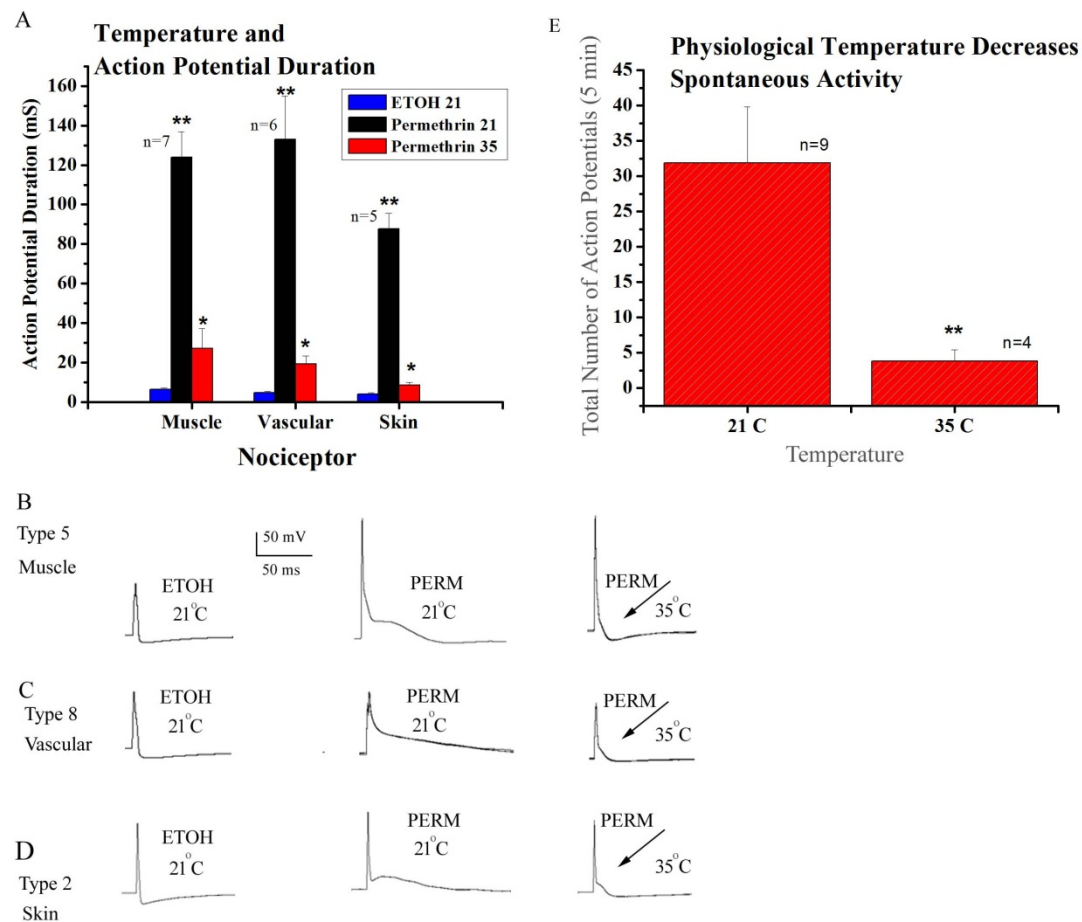 A
Temperature and
Action Potential Duration
Action Potential Duration (mS)
160
140
120
100
80
60
40
20
0
ETOH 21
Permethrin 21
Permethrin 35
n=7
**
*
n=6
**
*
n=5
**
*
Muscle Vascular Skin
Nociceptor
E
Physiological Temperature Decreases
Spontaneous Activity
Total Number of Action Potentials (5 min)
45
40
35
30
25
20
15
10
5
0
n=9
**
n=4
21 C 35 C
Temperature
B
Type 5
Muscle
50 mV
50 ms
ETOH
21°C
PERM
21°C
PERM
35°C
C
Type 8
Vascular
ETOH
21°C
PERM
21°C
PERM
35°C
D
Type 2
Skin
ETOH
21°C
PERM
21°C
PERM
35°C